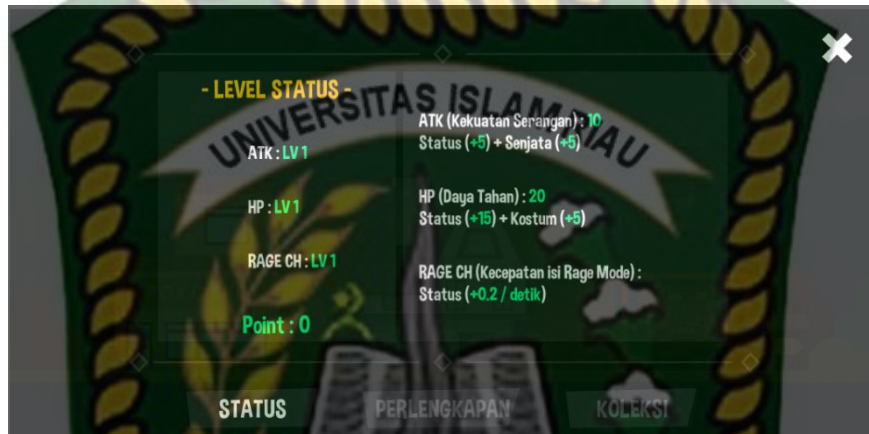 - LEVEL STATUS -
ATK : LV 1
HP : LV 1
RAGE CH : LV 1
Point : 0
ATK (Kekuatan Serangan) : 10
Status (+5) + Senjata (+5)
HP (Daya Tahan) : 20
Status (+15) + Kostum (+5)
RAGE CH (Kecepatan isi Rage Mode) :
Status (+0.2 / detik)
UNIVERSITAS ISLAM RIAU
STATUS
PERLENGKAPAN
KOLEKSI